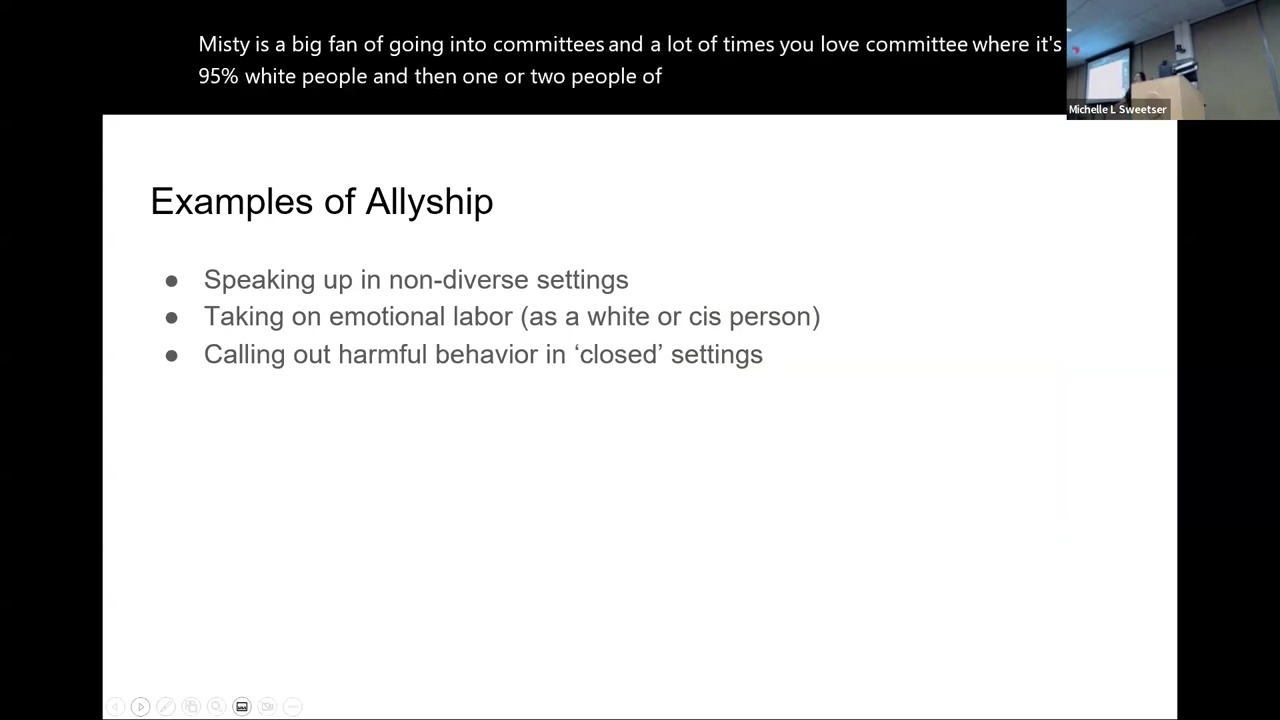 Misty is a big fan of going into committees and a lot of times you love committee where it's
95% white people and then one or two people of
Michelle L Sweetser
Examples of Allyship
● Speaking up in non-diverse settings
● Taking on emotional labor (as a white or cis person)
● Calling out harmful behavior in ‘closed’ settings